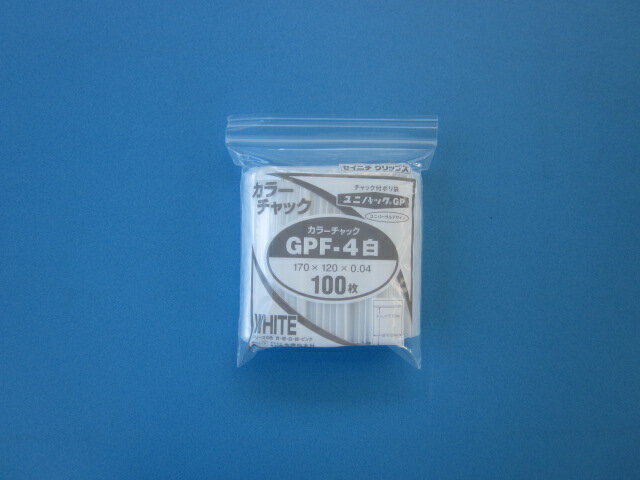 セイニチ グリップス
カラー
チャック
チャック付ポリ袋
ユニパック.GP
カラーチャック
GPF-4白
170×120×0.04
100枚
WHITE